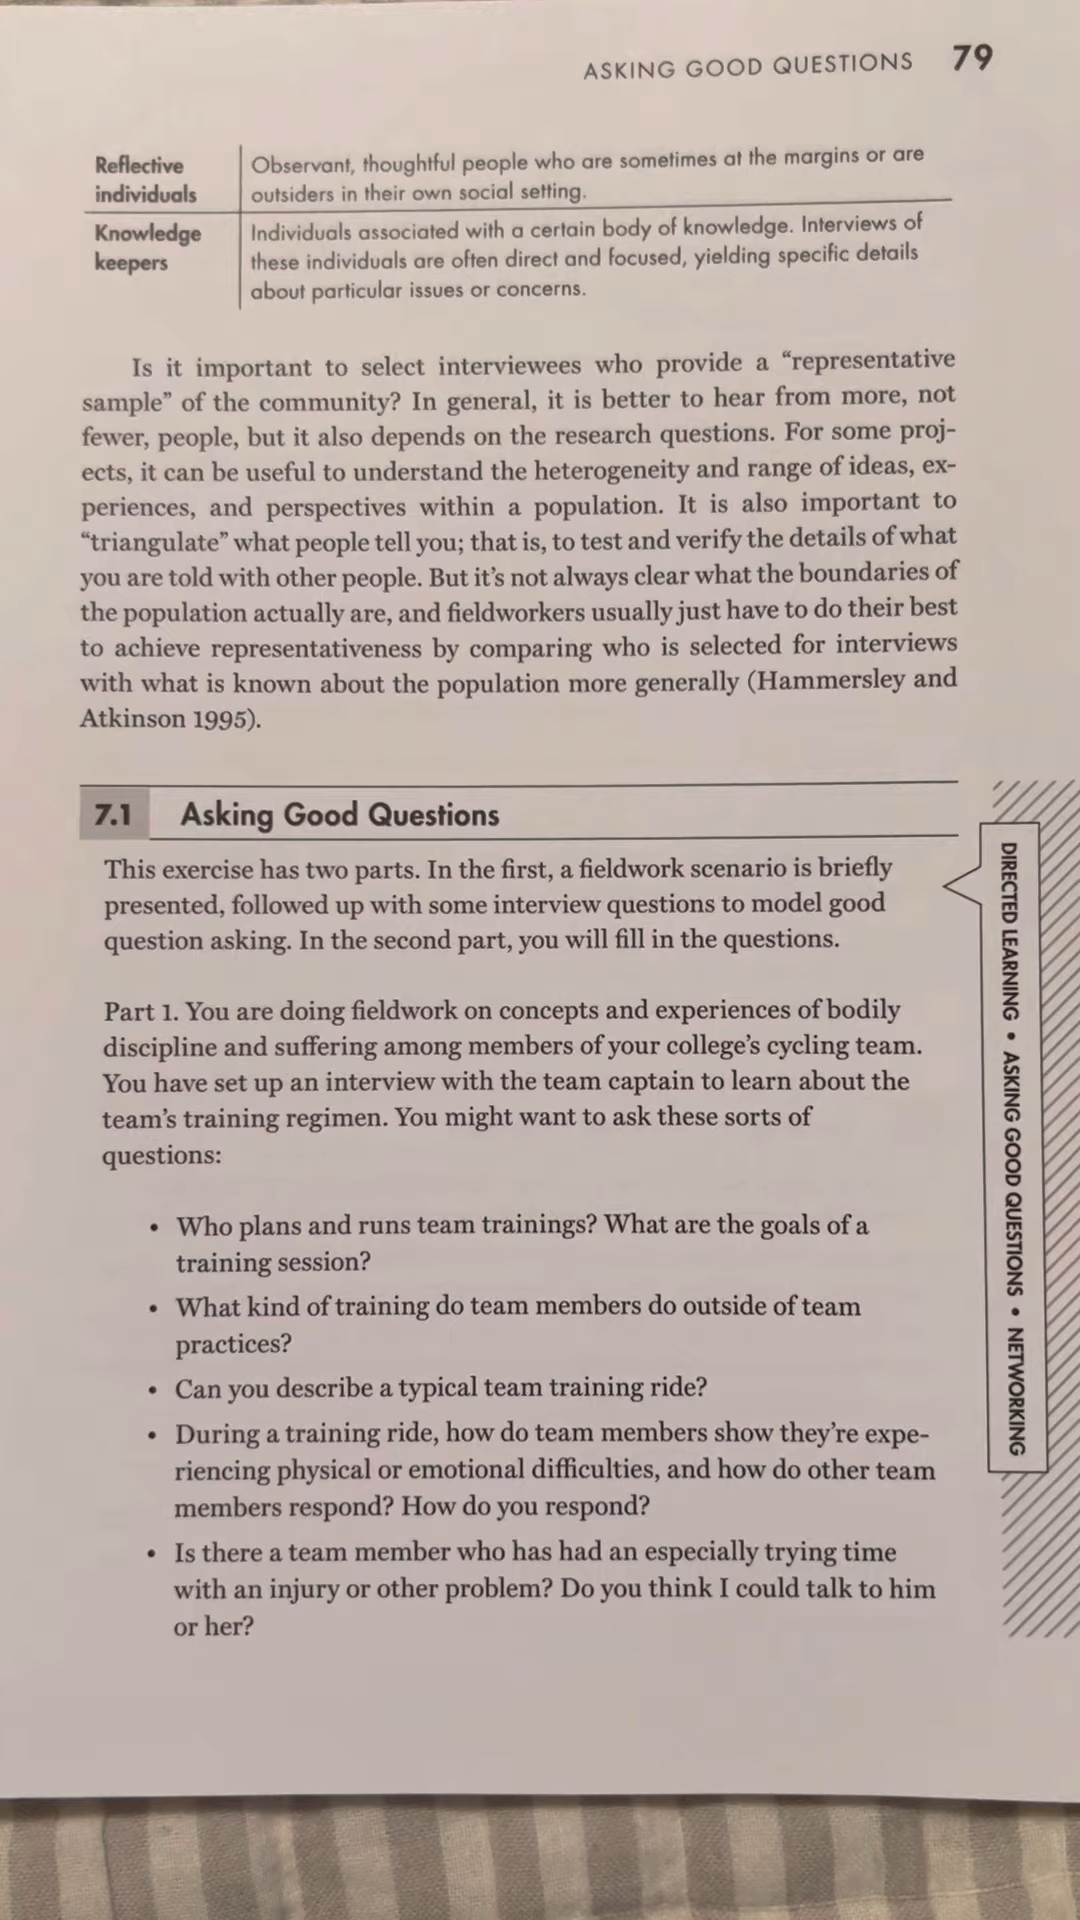 ASKING GOOD QUESTIONS 79
Reflective
individuals
Observant, thoughtful people who are sometimes at the margins or are
outsiders in their own social setting.
Knowledge
keepers
Individuals associated with a certain body of knowledge. Interviews of
these individuals are often direct and focused, yielding specific details
about particular issues or concerns.
Is it important to select interviewees who provide a “representative
sample” of the community? In general, it is better to hear from more, not
fewer, people, but it also depends on the research questions. For some proj-
ects, it can be useful to understand the heterogeneity and range of ideas, ex-
periences, and perspectives within a population. It is also important to
“triangulate” what people tell you; that is, to test and verify the details of what
you are told with other people. But it’s not always clear what the boundaries of
the population actually are, and fieldworkers usually just have to do their best
to achieve representativeness by comparing who is selected for interviews
with what is known about the population more generally (Hammersley and
Atkinson 1995).
7.1 Asking Good Questions
This exercise has two parts. In the first, a fieldwork scenario is briefly
presented, followed up with some interview questions to model good
question asking. In the second part, you will fill in the questions.
Part 1. You are doing fieldwork on concepts and experiences of bodily
discipline and suffering among members of your college’s cycling team.
You have set up an interview with the team captain to learn about the
team’s training regimen. You might want to ask these sorts of
questions:
• Who plans and runs team trainings? What are the goals of a
training session?
• What kind of training do team members do outside of team
practices?
• Can you describe a typical team training ride?
• During a training ride, how do team members show they’re expe-
riencing physical or emotional difficulties, and how do other team
members respond? How do you respond?
• Is there a team member who has had an especially trying time
with an injury or other problem? Do you think I could talk to him
or her?
DIRECTED LEARNING • ASKING GOOD QUESTIONS • NETWORKING